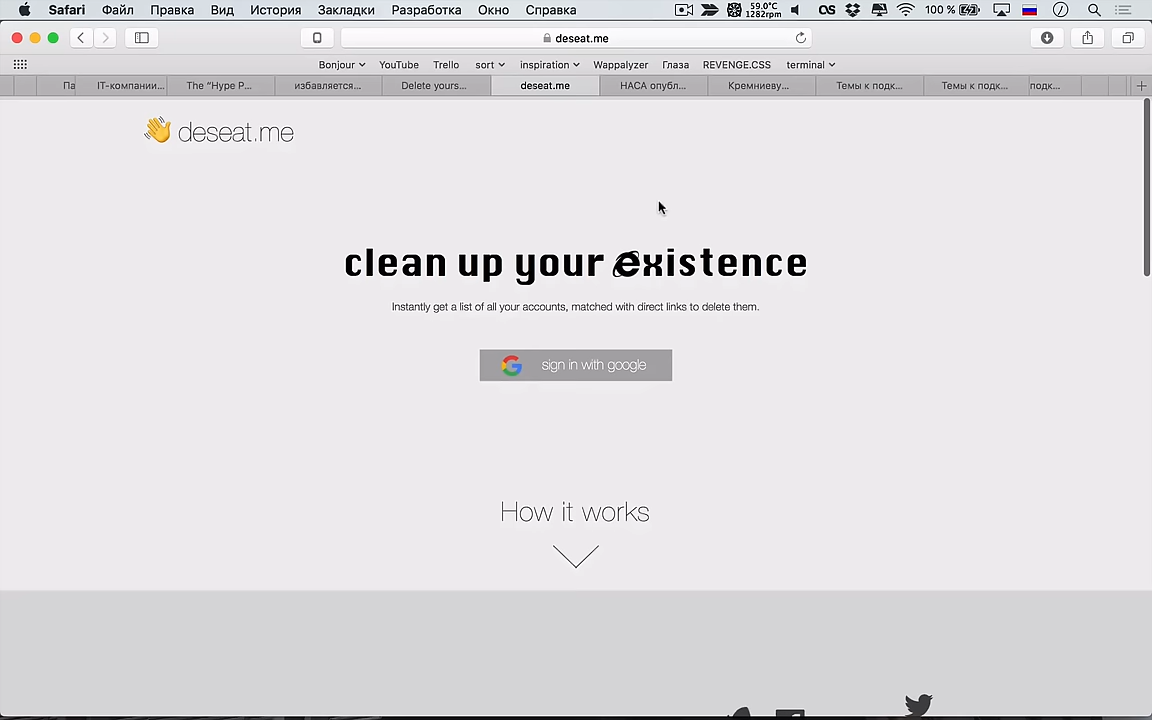 Safari Файл Правка Вид История Закладки Разработка Окно Справка 59.0°C 1282rpm 100 %
deseat.me
Bonjour YouTube Trello sort inspiration Wappalyzer Глаза REVENGE.CSS terminal
Па IT-компании... The “Hype P... избавляется... Delete yours... deseat.me НАСА опубл... Кремниеву... Темы к подк... Темы к подк... подк...
deseat.me
clean up your existence
Instantly get a list of all your accounts, matched with direct links to delete them.
sign in with google
How it works